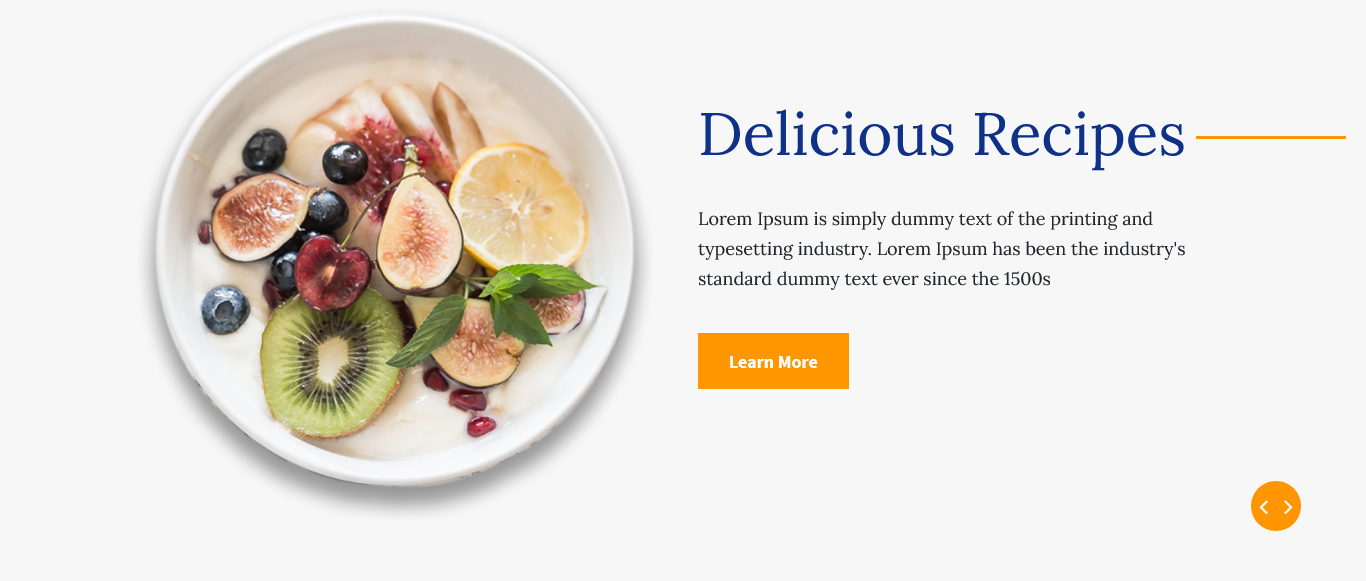 Delicious Recipes
Lorem Ipsum is simply dummy text of the printing and
typesetting industry. Lorem Ipsum has been the industry's
standard dummy text ever since the 1500s
Learn More